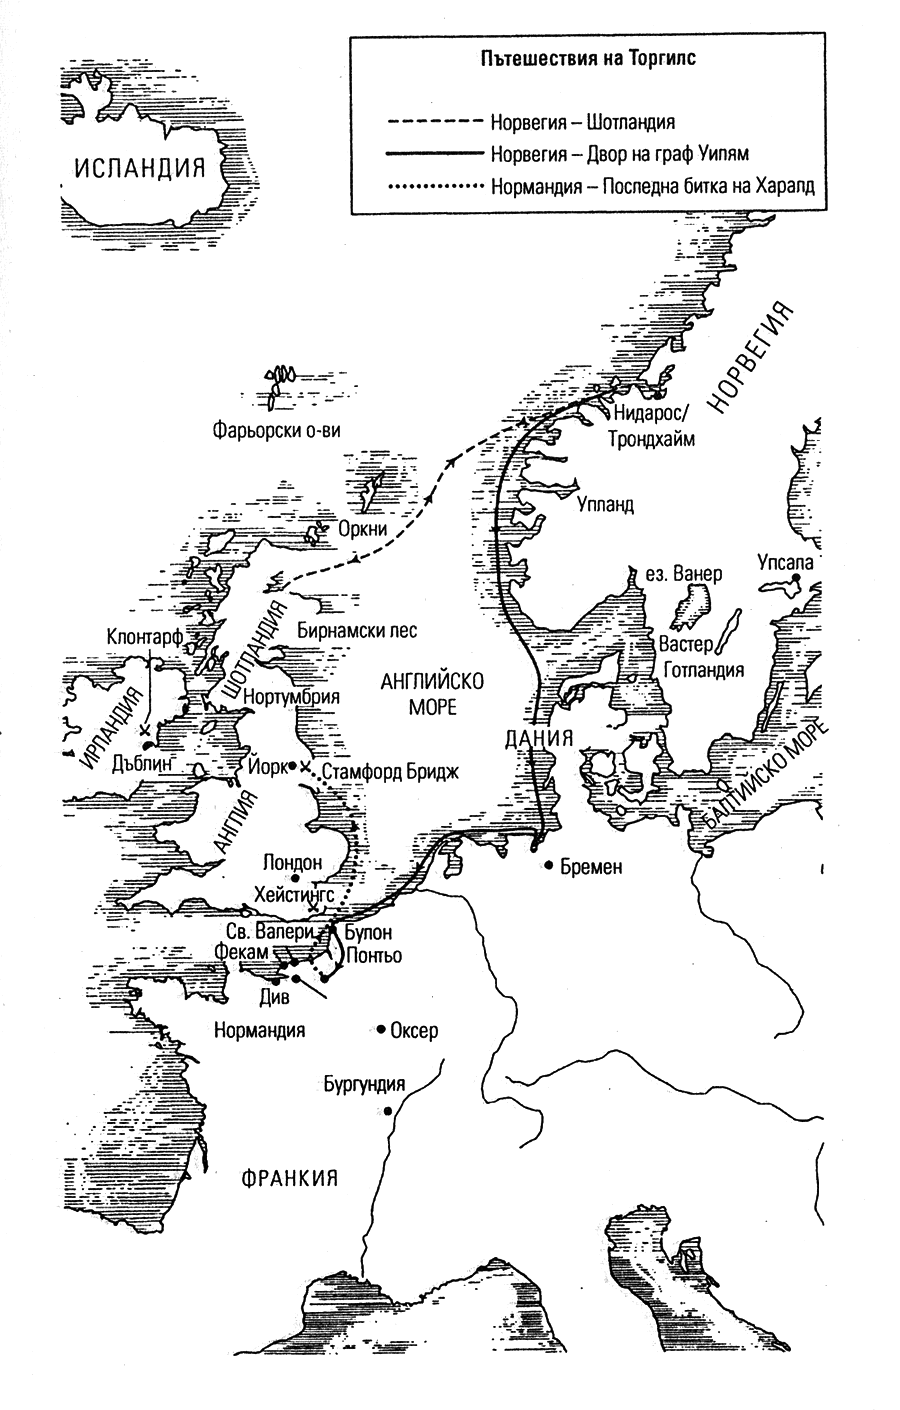 Пътешествия на Торгилс
Норвегия – Шотландия
Норвегия – Двор на граф Уилям
Нормандия – Последна битка на Харалд
ИСЛАНДИЯ
НОРВЕГИЯ
Нидарос/
Трондхайм
Фарьорски о-ви
Упланд
Оркни
Упсала
ез. Ванер
Бирнамски лес
Клонтарф
ШОТЛАНДИЯ
Вастер
Готландия
АНГЛИЙСКО
МОРЕ
Нортумбрия
ИРЛАНДИЯ
ДАНИЯ
БАЛТИЙСКО МОРЕ
Дъблин
Йорк
Стамфорд Бридж
АНГЛИЯ
Лондон
Бремен
Хейстингс
Св. Валери
Булон
Фекам
Понтьо
Див
Нормандия
Оксер
Бургундия
ФРАНКИЯ